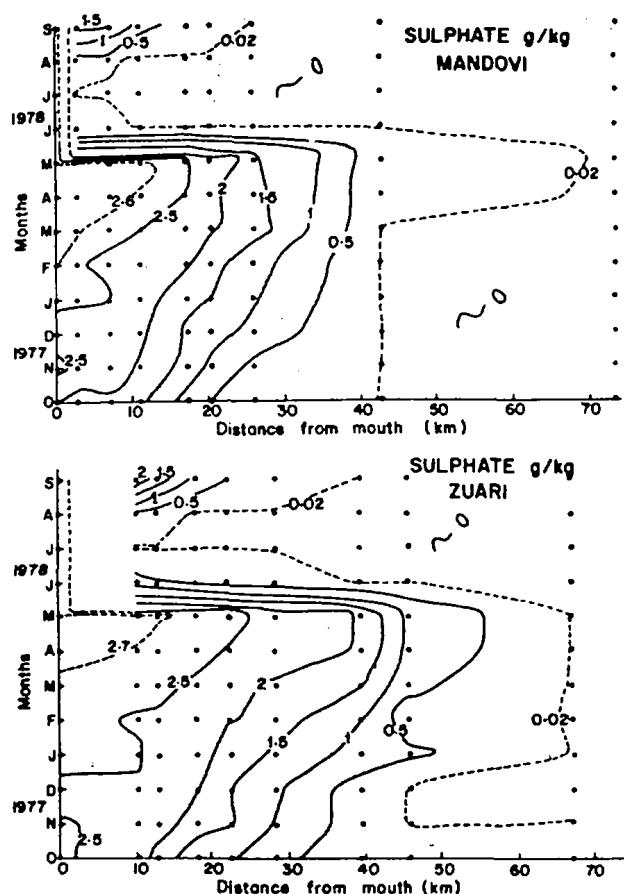 SULPHATE g/kg
MANDOVI
S
A
J
1978
J
M
A
M
F
J
D
1977
N
O
Months
1·5
1
0·5
0·02
~0
2·6
2·5
2
1·5
1
0·5
0·02
~0
2·5
0 10 20 30 40 50 60 70
Distance from mouth (km)
SULPHATE g/kg
ZUARI
S
A
J
1978
J
M
A
M
F
J
D
1977
N
O
Months
2 1·5
1
0·5
0·02
~0
2·7
2·5
2
1·5
1
0·5
0·02
2·5
0 10 20 30 40 50 60 70
Distance from mouth (km)